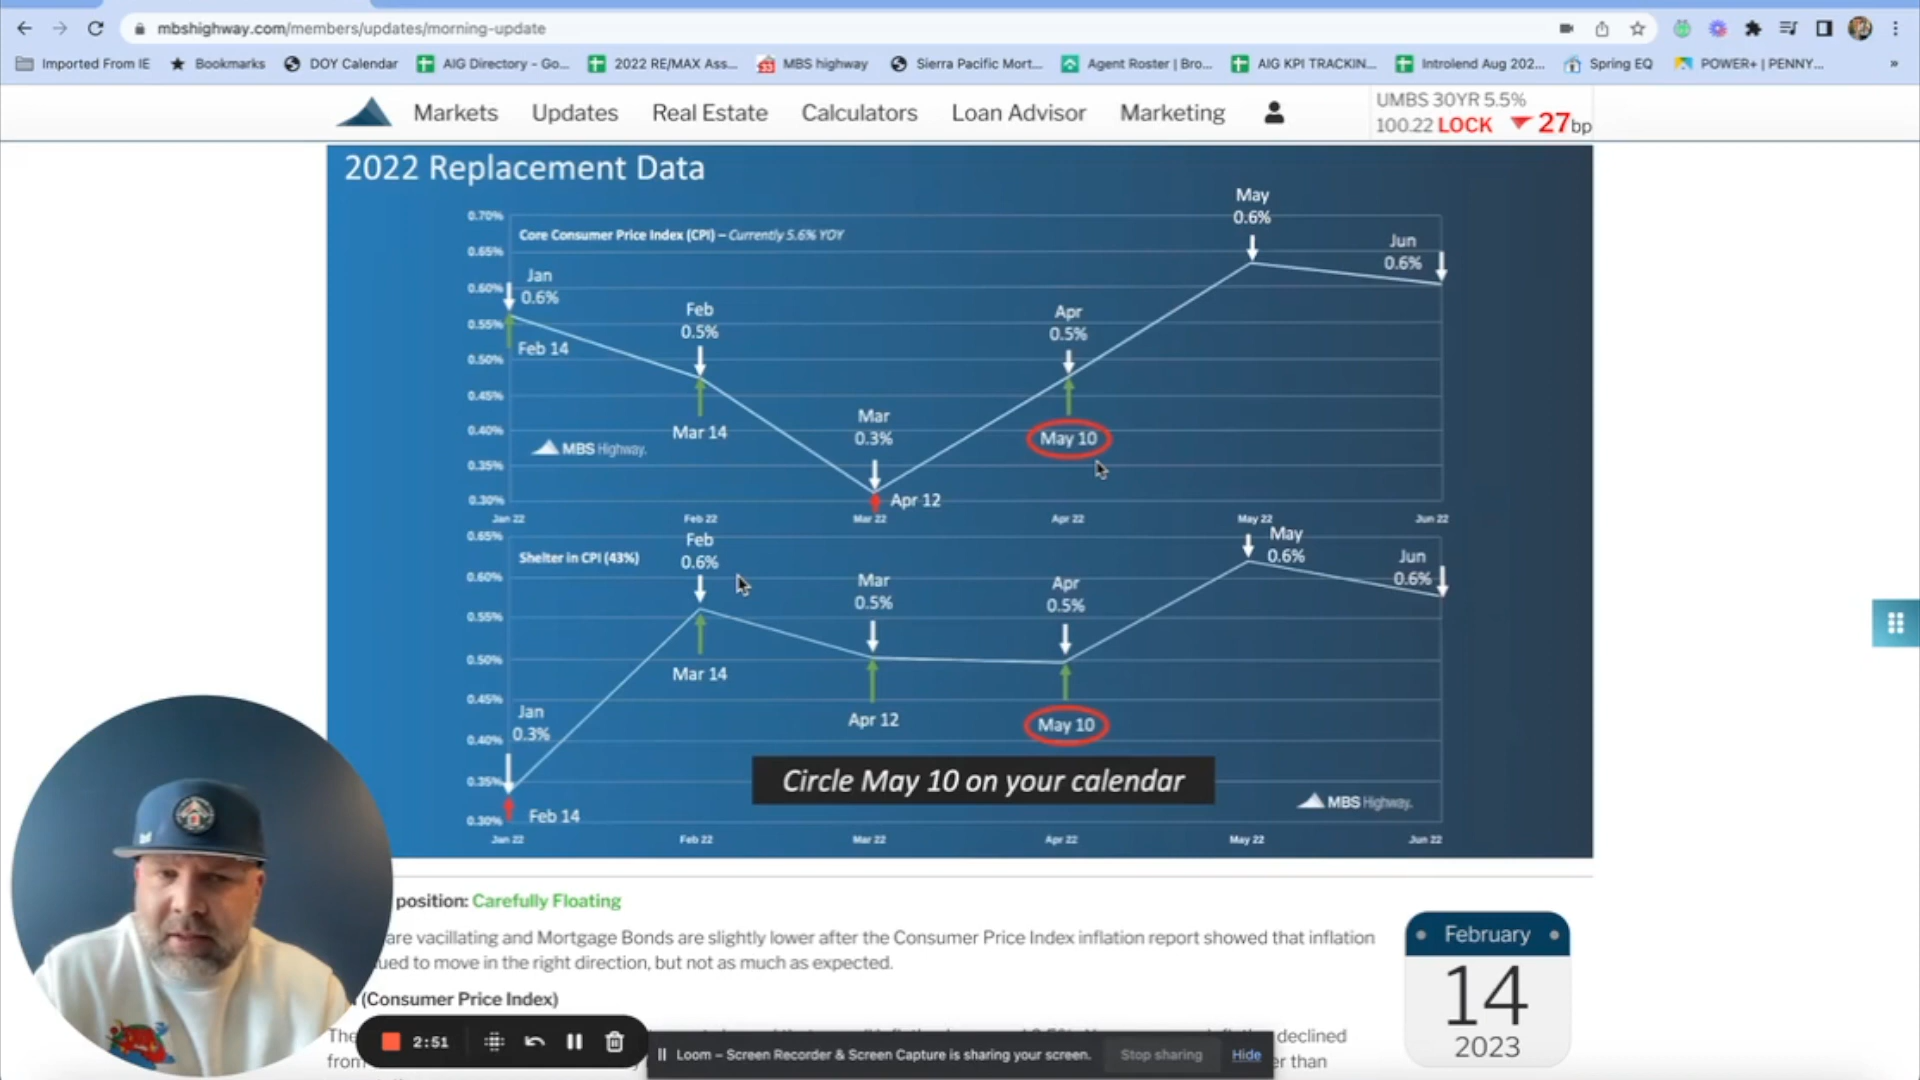 mbshighway.com/members/updates/morning-update
Imported From IE
Bookmarks
DOY Calendar
AIG Directory - Go...
2022 RE/MAX Ass...
MBS highway
Sierra Pacific Mort...
Agent Roster | Bro...
AIG KPI TRACKIN...
Introlend Aug 202...
Spring EQ
POWER+ | PENNY...
»
Markets
Updates
Real Estate
Calculators
Loan Advisor
Marketing
UMBS 30YR 5.5%
100.22 LOCK 27bp
2022 Replacement Data
Core Consumer Price Index (CPI) – Currently 5.6% YOY
0.70%
0.65%
0.60%
0.55%
0.50%
0.45%
0.40%
0.35%
0.30%
Jan
0.6%
Feb 14
Feb
0.5%
Mar 14
Mar
0.3%
Apr 12
Apr
0.5%
May 10
May
0.6%
Jun
0.6%
MBS Highway.
Jan 22
Feb 22
Mar 22
Apr 22
May 22
Jun 22
Shelter in CPI (43%)
0.65%
0.60%
0.55%
0.50%
0.45%
0.40%
0.35%
0.30%
Jan
0.3%
Feb 14
Feb
0.6%
Mar 14
Mar
0.5%
Apr 12
Apr
0.5%
May 10
May
0.6%
Jun
0.6%
Circle May 10 on your calendar
MBS Highway.
Jan 22
Feb 22
Mar 22
Apr 22
May 22
Jun 22
position: Carefully Floating
are vacillating and Mortgage Bonds are slightly lower after the Consumer Price Index inflation report showed that inflation
ued to move in the right direction, but not as much as expected.
(Consumer Price Index)
The
declined
from
than
February
14
2023
2:51
Loom – Screen Recorder & Screen Capture is sharing your screen.
Stop sharing
Hide